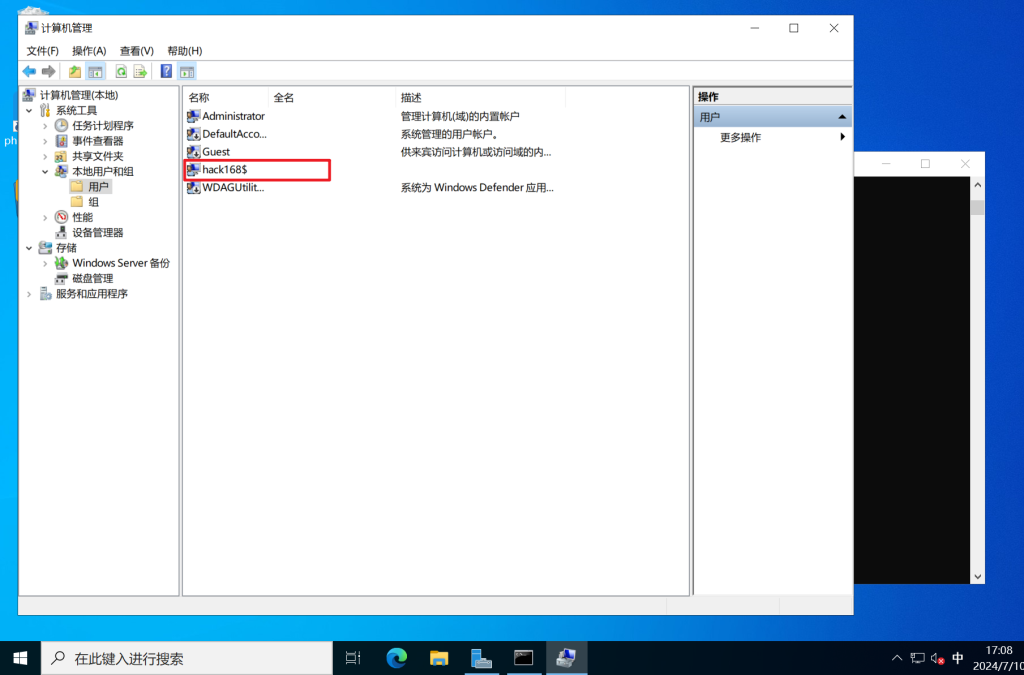 计算机管理
文件(F) 操作(A) 查看(V) 帮助(H)
计算机管理(本地)
系统工具
任务计划程序
事件查看器
共享文件夹
本地用户和组
用户
组
性能
设备管理器
存储
Windows Server 备份
磁盘管理
服务和应用程序
名称 全名 描述
Administrator 管理计算机(域)的内置帐户
DefaultAcco... 系统管理的用户帐户。
Guest 供来宾访问计算机或访问域的内...
hack168$
WDAGUtilit... 系统为 Windows Defender 应用...
操作
用户
更多操作
ph
在此键入进行搜索
中
17:08
2024/7/10